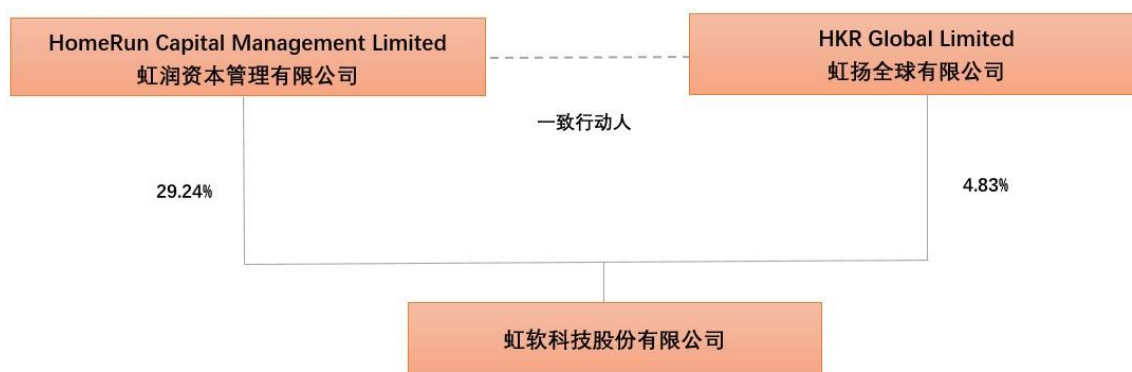 HomeRun Capital Management Limited
虹润资本管理有限公司
HKR Global Limited
虹扬全球有限公司
一致行动人
29.24%
4.83%
虹软科技股份有限公司